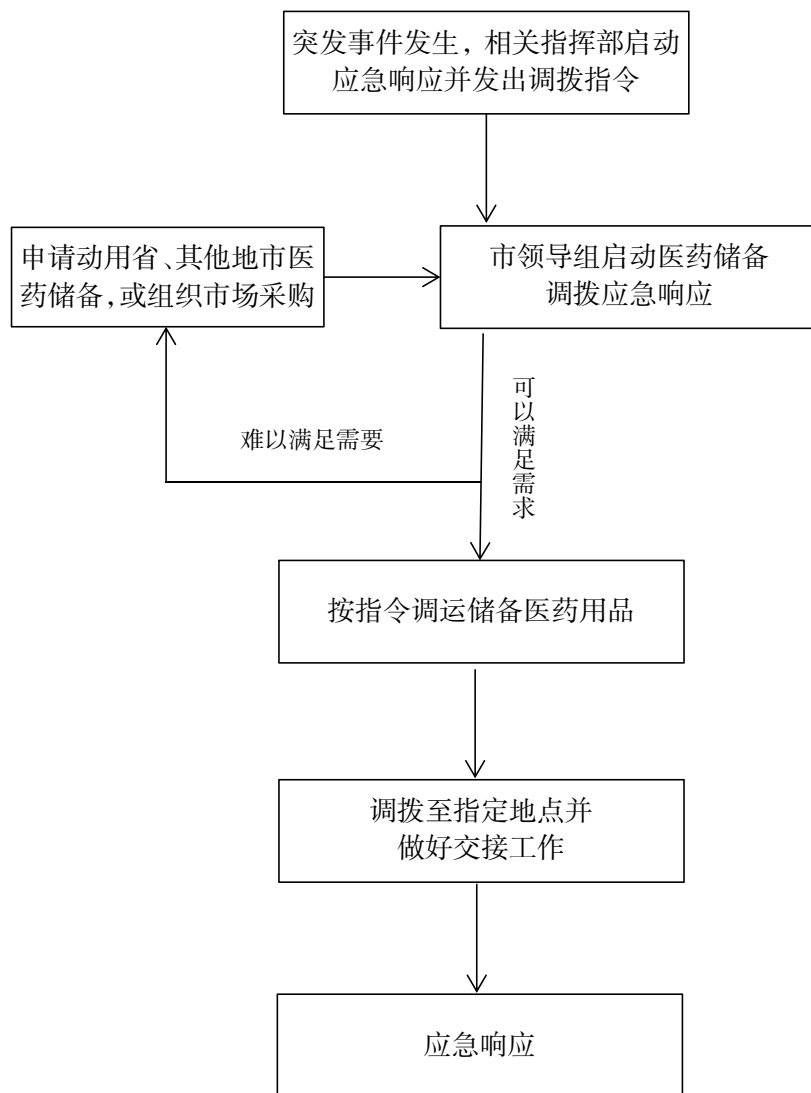 突发事件发生，相关指挥部启动
应急响应并发出调拨指令
申请动用省、其他地市医
药储备，或组织市场采购
市领导组启动医药储备
调拨应急响应
难以满足需要
可以满足需求
按指令调运储备医药用品
调拨至指定地点并
做好交接工作
应急响应